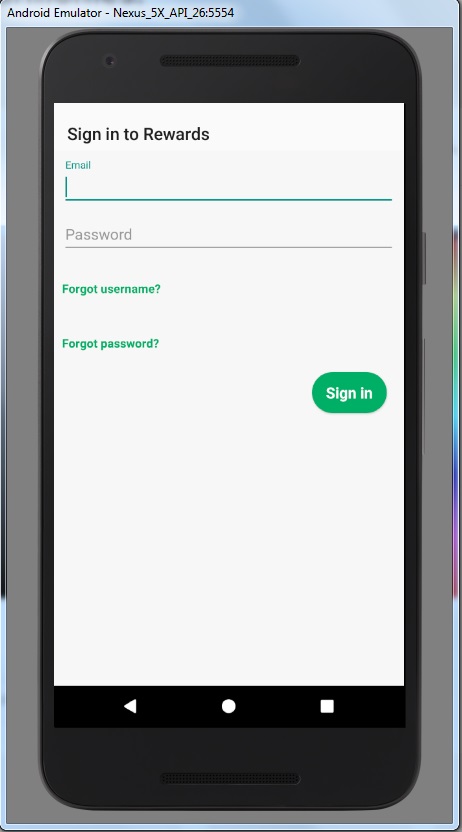 Android Emulator - Nexus_5X_API_26:5554
Sign in to Rewards
Email
Password
Forgot username?
Forgot password?
Sign in